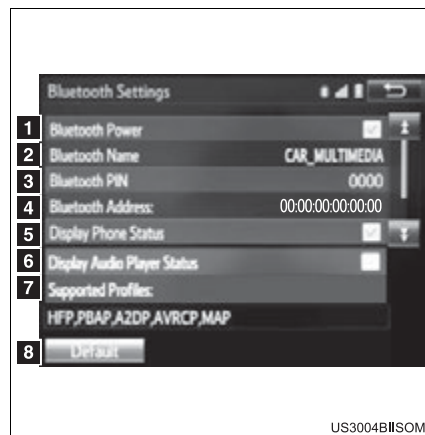 Bluetooth Settings
1 Bluetooth Power
2 Bluetooth Name CAR_MULTIMEDIA
3 Bluetooth PIN 0000
4 Bluetooth Address: 00:00:00:00:00:00
5 Display Phone Status
6 Display Audio Player Status
7 Supported Profiles:
HFP,PBAP,A2DP,AVRCP,MAP
8 Default
US3004BIISOM